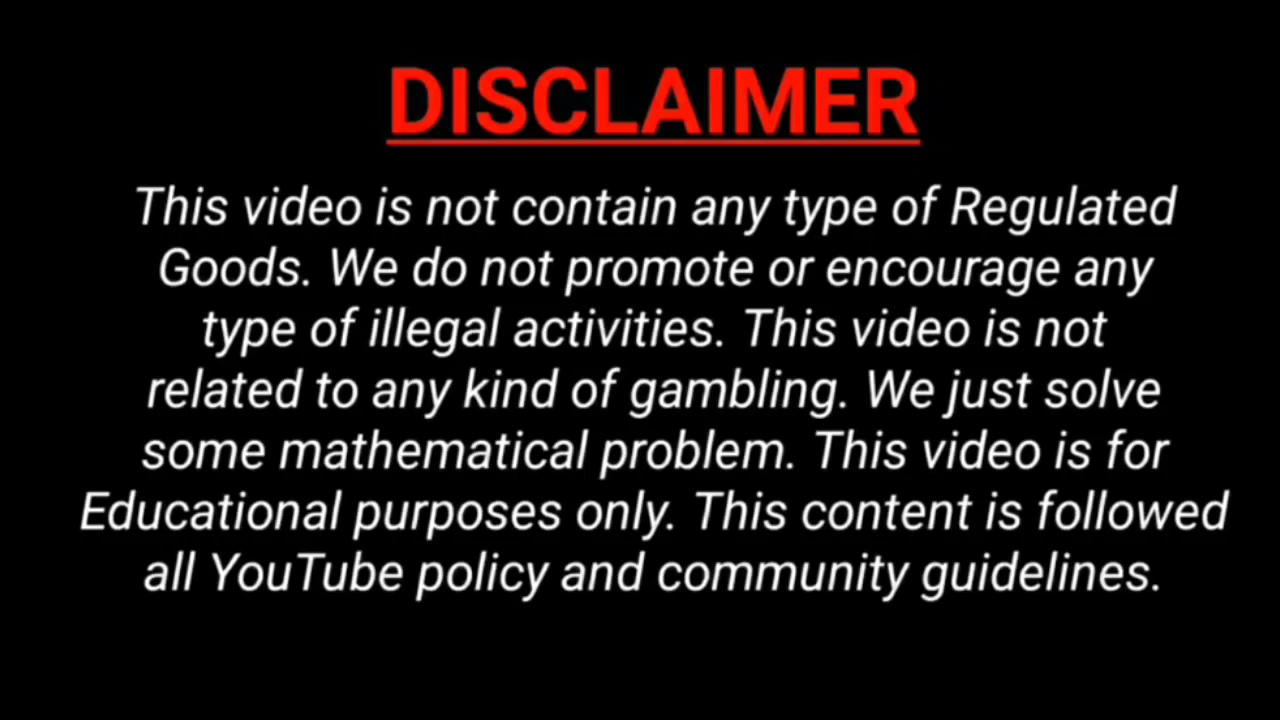 DISCLAIMER
This video is not contain any type of Regulated
Goods. We do not promote or encourage any
type of illegal activities. This video is not
related to any kind of gambling. We just solve
some mathematical problem. This video is for
Educational purposes only. This content is followed
all YouTube policy and community guidelines.